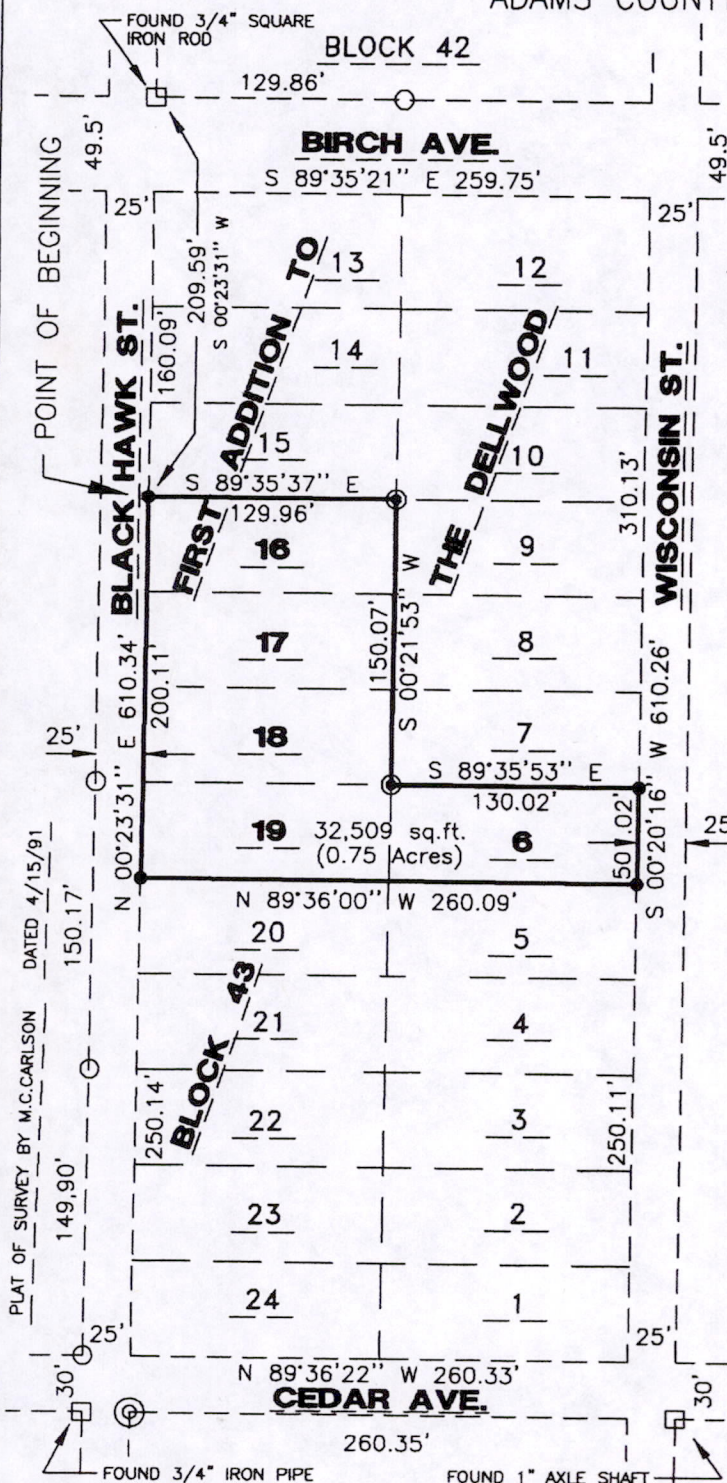 ADAMS COUNT
FOUND 3/4" SQUARE
IRON ROD
BLOCK 42
129.86'
49.5'
BIRCH AVE.
49.5'
S 89°35'21" E 259.75'
25'
25'
POINT OF BEGINNING
BLACK HAWK ST.
160.09'
209.59'
S 00°23'31" W
FIRST ADDITION TO
THE DELLWOOD
WISCONSIN ST.
13
12
14
11
15
10
S 89°35'37" E
129.96'
310.13'
16
9
17
8
18
7
150.07'
S 00°21'53" W
N 00°23'31" E 610.34'
200.11'
25'
S 89°35'53" E
130.02'
19
32,509 sq.ft.
(0.75 Acres)
6
50.02'
S 00°20'16" W 610.26'
25
N 89°36'00" W 260.09'
20
5
BLOCK 43
21
4
22
3
23
2
24
1
250.14'
250.11'
PLAT OF SURVEY BY M.C.CARLSON DATED 4/15/91
150.17'
149.90'
25'
25'
N 89°36'22" W 260.33'
30'
CEDAR AVE.
30'
260.35'
FOUND 3/4" IRON PIPE
FOUND 1" AXLE SHAFT